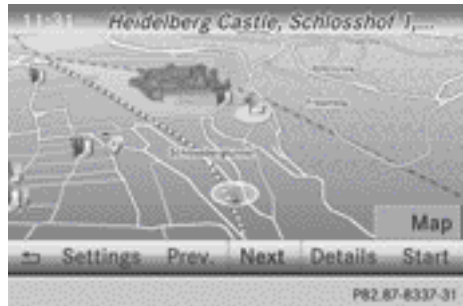 11:31 Heidelberg Castle, Schlosshof 1,...
Map
Settings Prev. Next Details Start
P82.87-8337-31